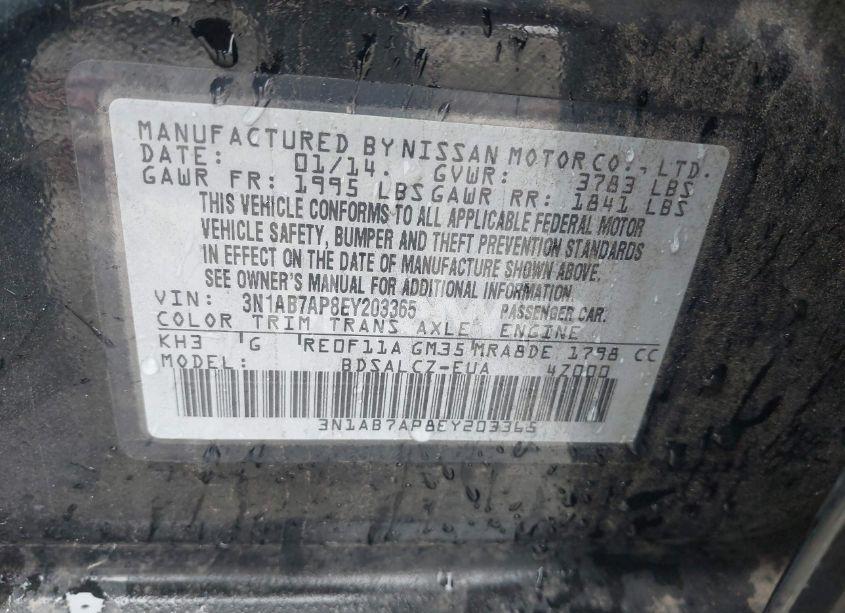 MANUFACTURED BY NISSAN MOTOR CO., LTD.
DATE: 01/14. GVWR: 3783 LBS
GAWR FR: 1995 LBS GAWR RR: 1841 LBS
THIS VEHICLE CONFORMS TO ALL APPLICABLE FEDERAL MOTOR
VEHICLE SAFETY, BUMPER AND THEFT PREVENTION STANDARDS
IN EFFECT ON THE DATE OF MANUFACTURE SHOWN ABOVE.
SEE OWNER'S MANUAL FOR ADDITIONAL INFORMATION.
VIN: 3N1AB7AP8EY203365 PASSENGER CAR.
COLOR TRIM TRANS AXLE ENGINE
KH3 G RE0F11A GM35 MRA8DE 1798 CC
MODEL: BDSALCZ-EUA 4Z000
3N1AB7AP8EY203365